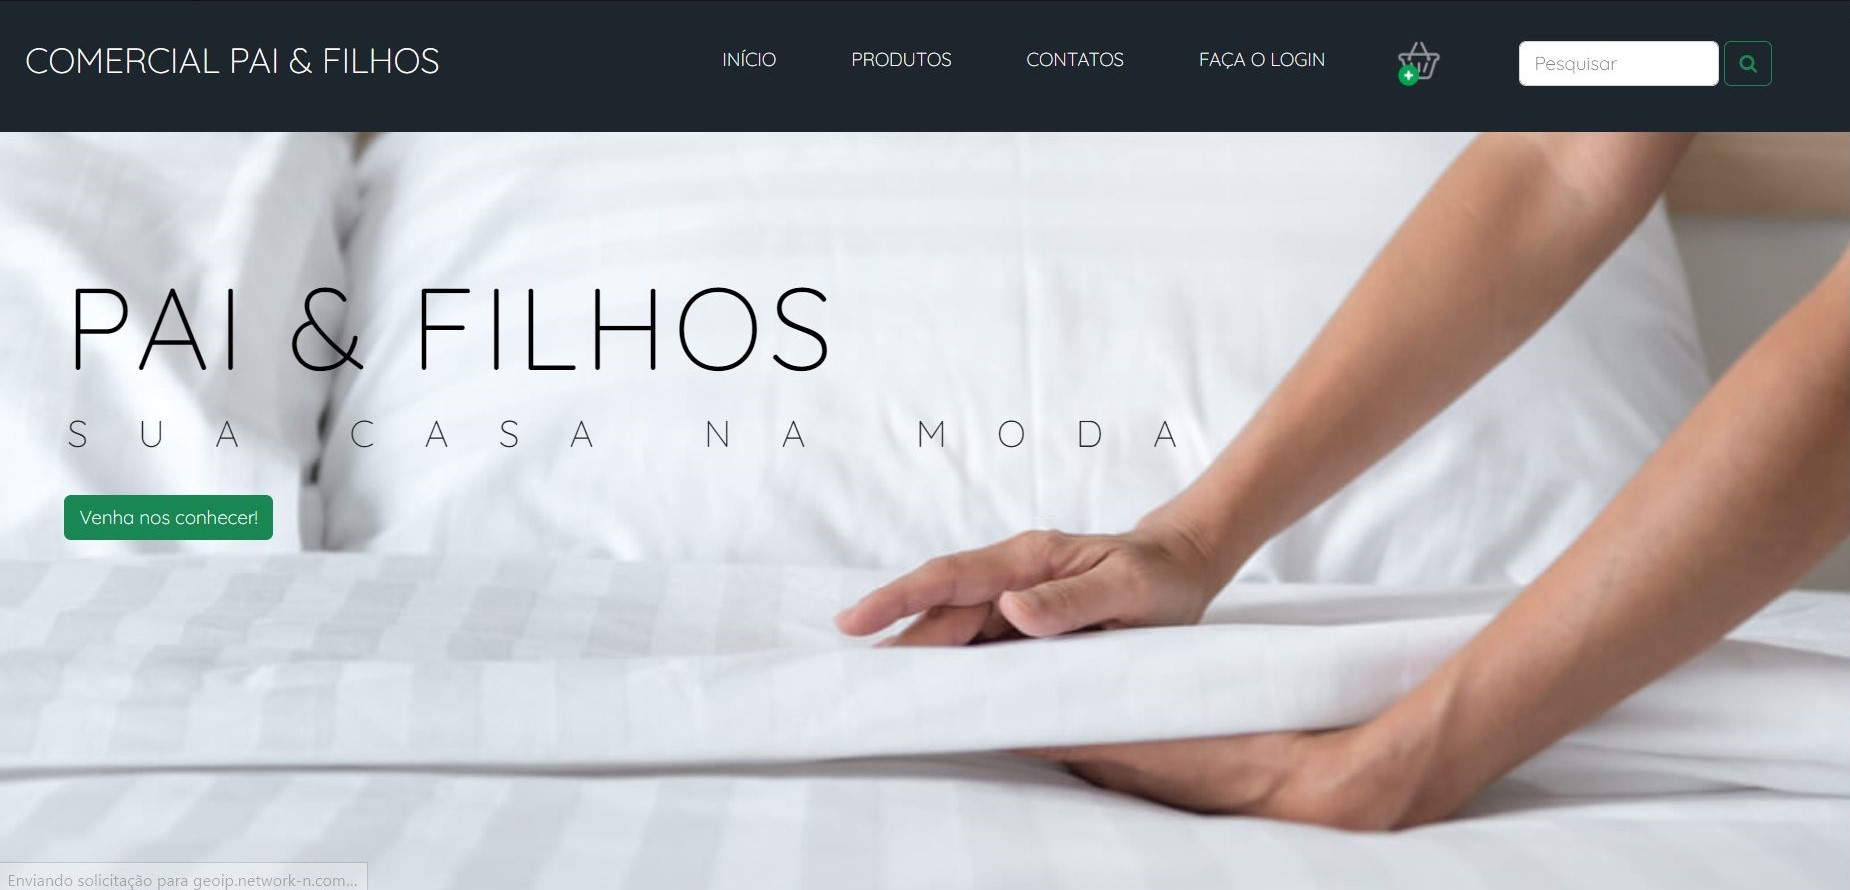 COMERCIAL PAI & FILHOS
INÍCIO
PRODUTOS
CONTATOS
FAÇA O LOGIN
Pesquisar
PAI & FILHOS
SUA CASA NA MODA
Venha nos conhecer!
Enviando solicitação para geoip.network-n.com...